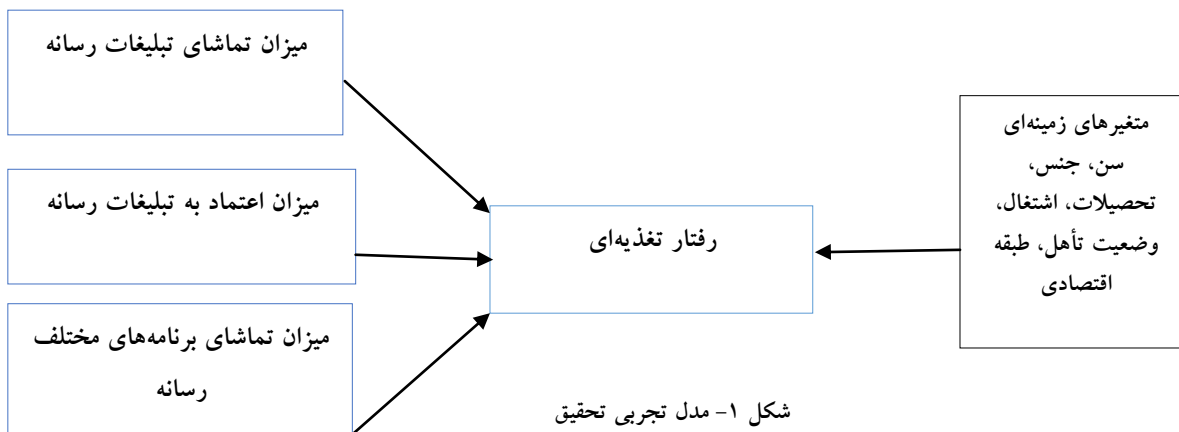 میزان تماشای تبلیغات رسانه
میزان اعتماد به تبلیغات رسانه
میزان تماشای برنامه‌های مختلف
رسانه
رفتار تغذیه‌ای
متغیرهای زمینه‌ای
سن، جنس،
تحصیلات، اشتغال،
وضعیت تأهل، طبقه
اقتصادی
شکل ۱- مدل تجربی تحقیق